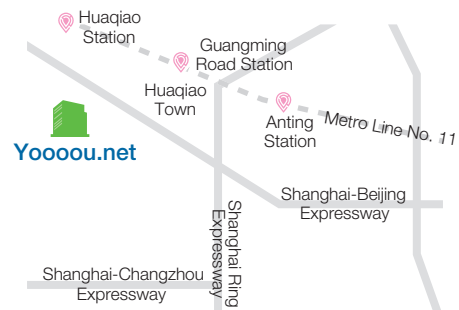 Huaqiao
Station
Guangming
Road Station
Huaqiao
Town
Anting
Station
Metro Line No. 11
Yoooou.net
Shanghai-Beijing
Expressway
Shanghai Ring
Expressway
Shanghai-Changzhou
Expressway